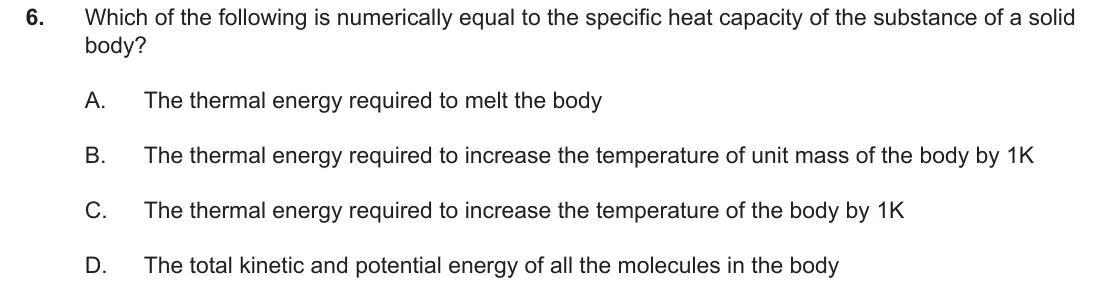 6. Which of the following is numerically equal to the specific heat capacity of the substance of a solid
body?
A. The thermal energy required to melt the body
B. The thermal energy required to increase the temperature of unit mass of the body by 1K
C. The thermal energy required to increase the temperature of the body by 1K
D. The total kinetic and potential energy of all the molecules in the body